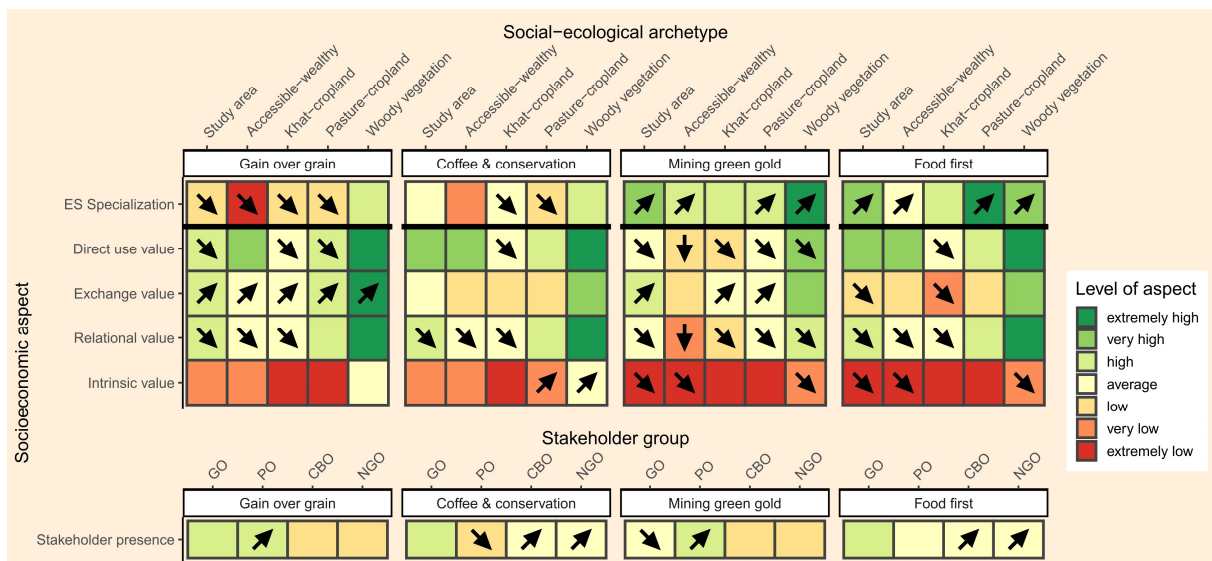 Social−ecological archetype
Study area
Accessible−wealthy
Khat−cropland
Pasture−cropland
Woody vegetation
Study area
Accessible−wealthy
Khat−cropland
Pasture−cropland
Woody vegetation
Study area
Accessible−wealthy
Khat−cropland
Pasture−cropland
Woody vegetation
Study area
Accessible−wealthy
Khat−cropland
Pasture−cropland
Woody vegetation
Gain over grain
Coffee & conservation
Mining green gold
Food first
Socioeconomic aspect
ES Specialization
Direct use value
Exchange value
Relational value
Intrinsic value
Level of aspect
extremely high
very high
high
average
low
very low
extremely low
Stakeholder group
GO
PO
CBO
NGO
GO
PO
CBO
NGO
GO
PO
CBO
NGO
GO
PO
CBO
NGO
Gain over grain
Coffee & conservation
Mining green gold
Food first
Stakeholder presence